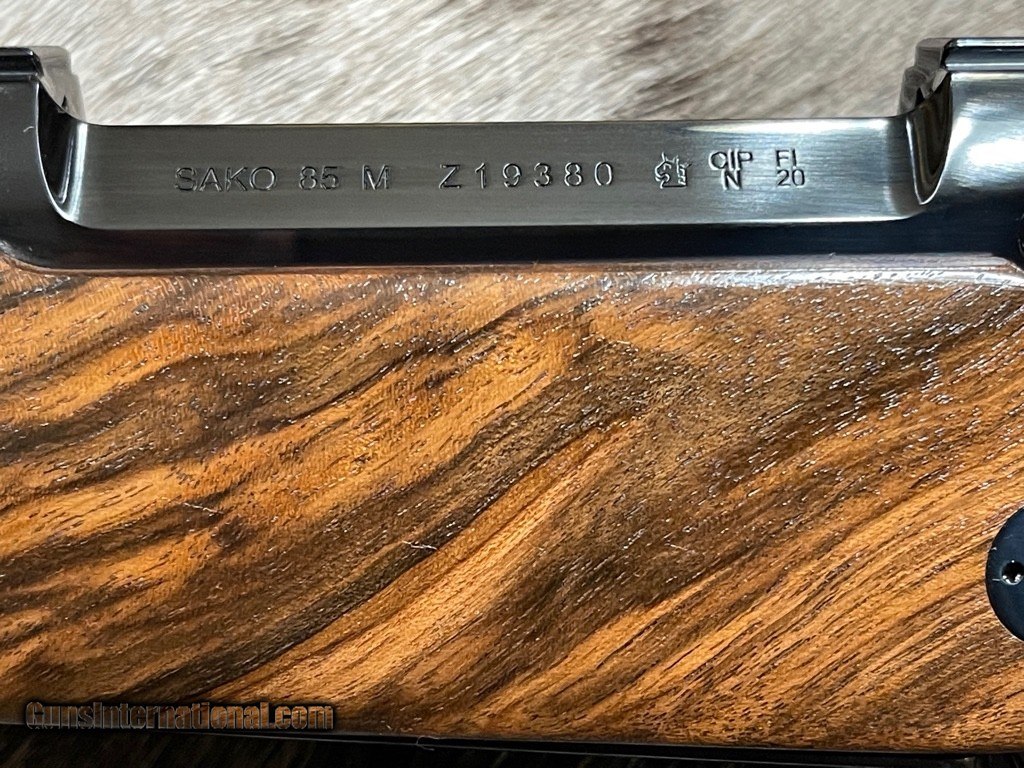 SAKO 85 M Z19380 CIP FI
N 20
GunsInternational.com